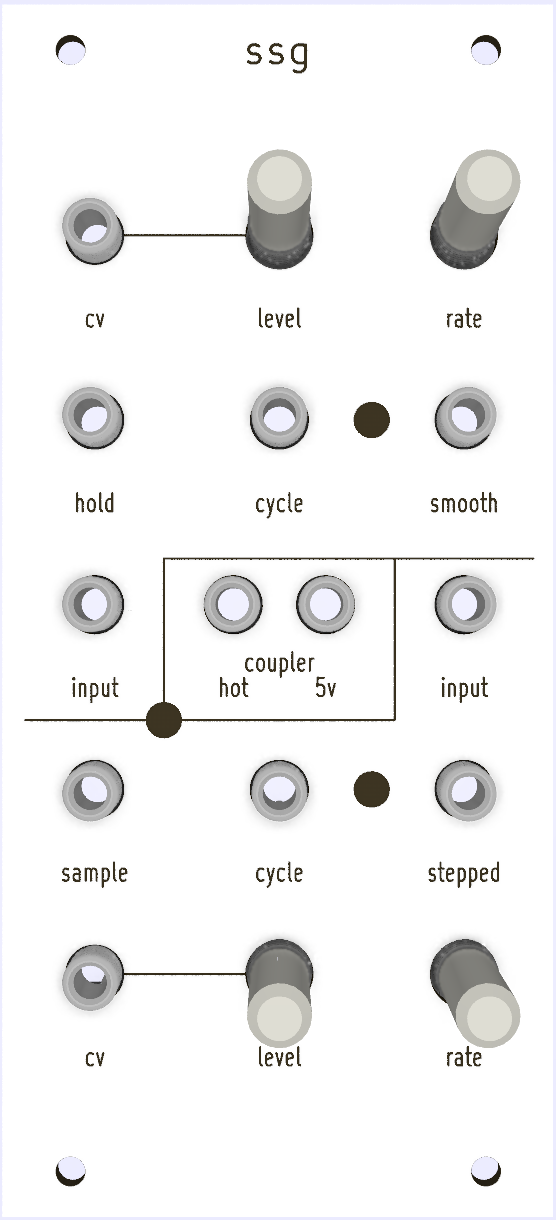 ssg
cv level rate
hold cycle smooth
coupler
input hot 5v input
sample cycle stepped
cv level rate